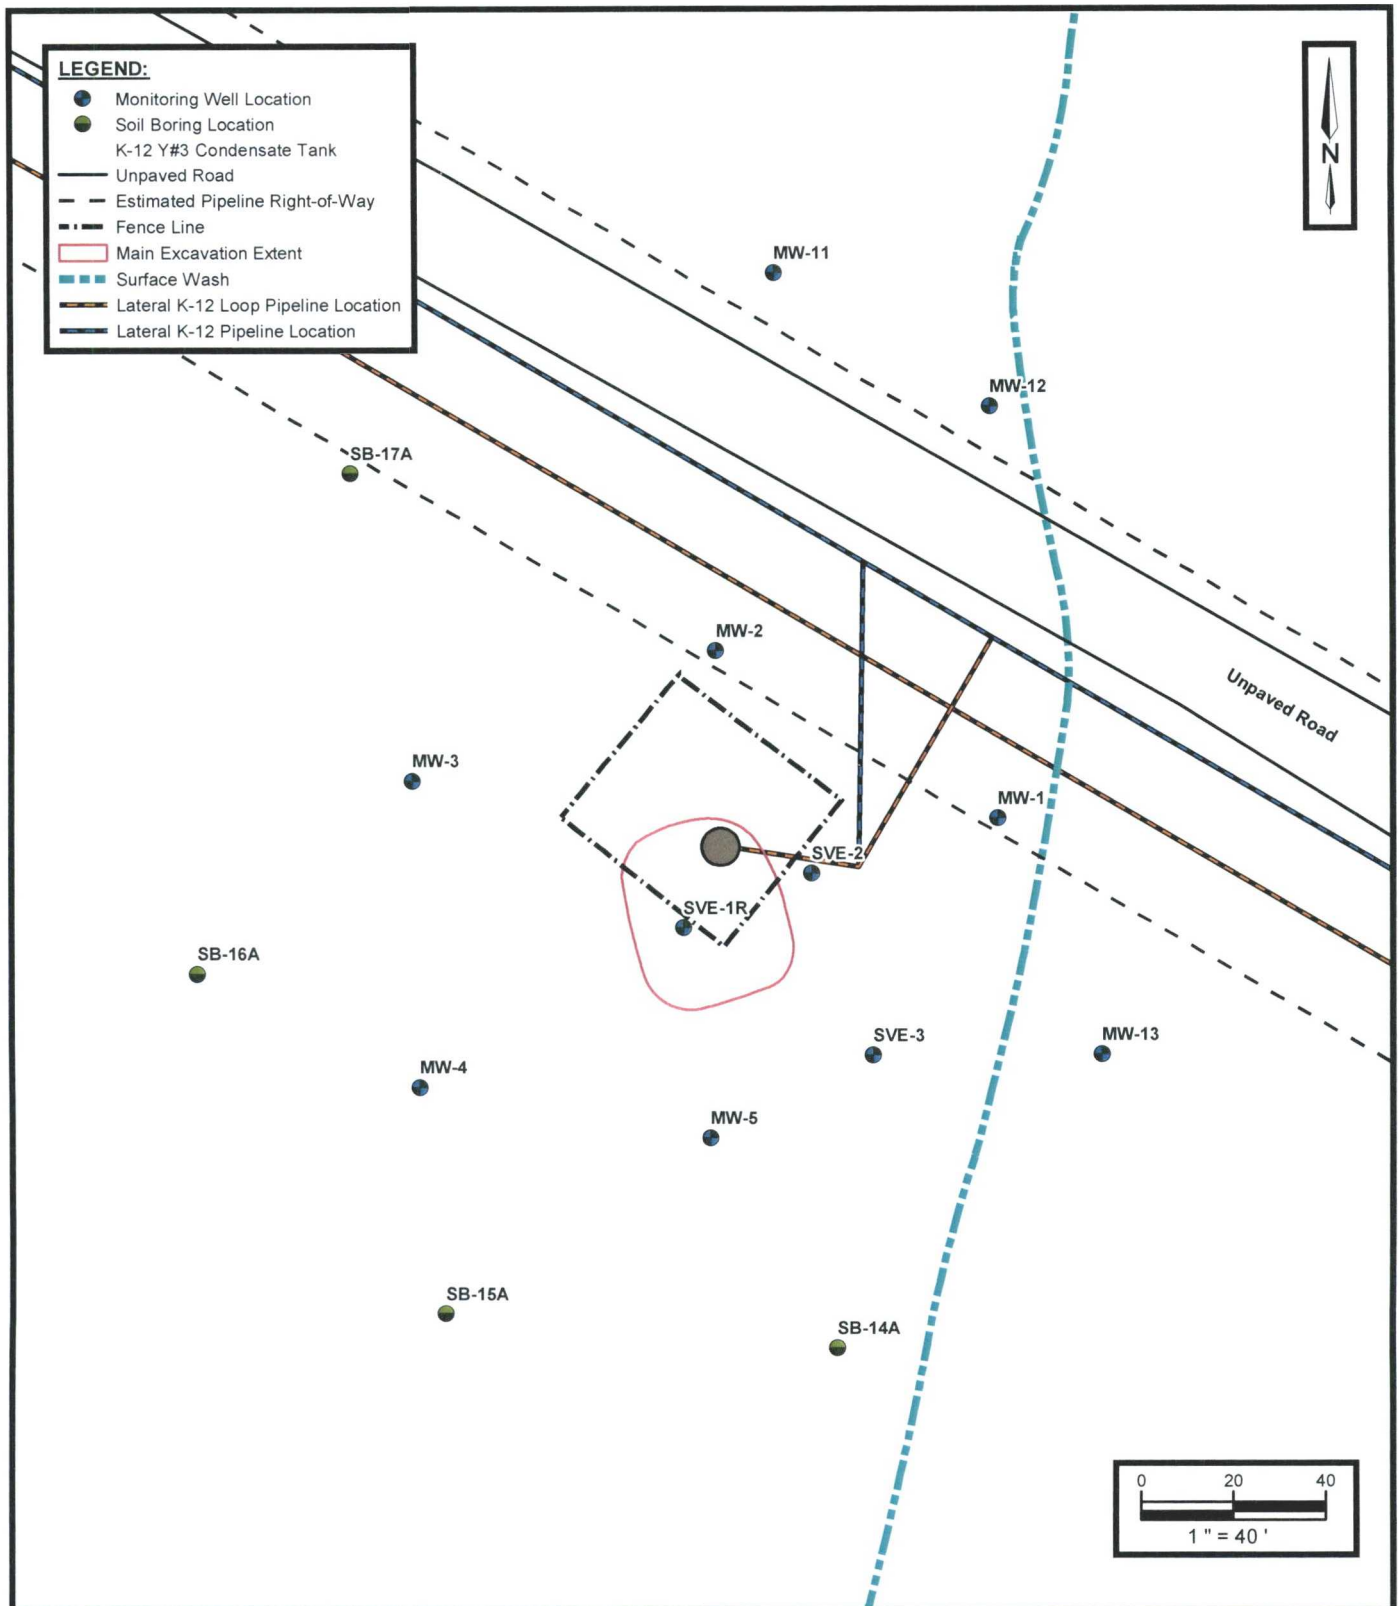 LEGEND:
Monitoring Well Location
Soil Boring Location
K-12 Y#3 Condensate Tank
Unpaved Road
Estimated Pipeline Right-of-Way
Fence Line
Main Excavation Extent
Surface Wash
Lateral K-12 Loop Pipeline Location
Lateral K-12 Pipeline Location
N
MW-11
MW-12
SB-17A
MW-2
Unpaved Road
MW-3
MW-1
SVE-2
SVE-1R
SB-16A
SVE-3
MW-13
MW-4
MW-5
SB-15A
SB-14A
0 20 40
1 " = 40 '